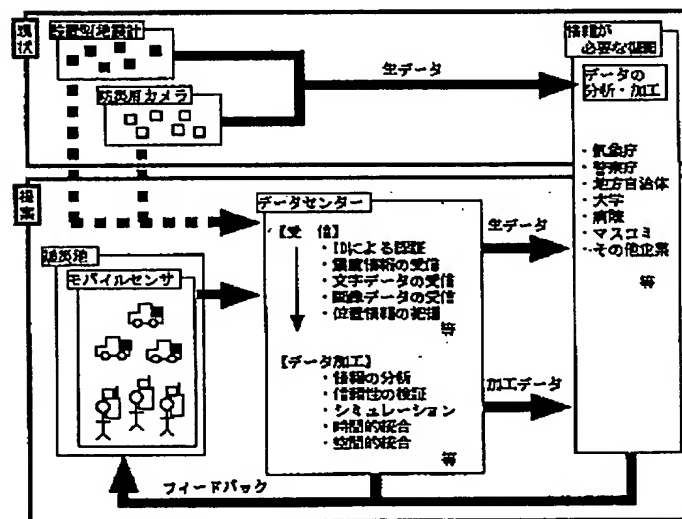 現状
設置型地震計
防災用カメラ
生データ
情報が
必要な機関
データの
分析・加工
・気象庁
・警察庁
・地方自治体
・大学
・病院
・マスコミ
・その他企業
等
提案
被災地
モバイルセンサ
データセンター
【受 信】
・IDによる認証
・震度情報の受信
・文字データの受信
・画像データの受信
・位置情報の把握
等
【データ加工】
・情報の分析
・信頼性の検証
・シミュレーション
・時間的統合
・空間的統合
等
生データ
加工データ
フィードバック